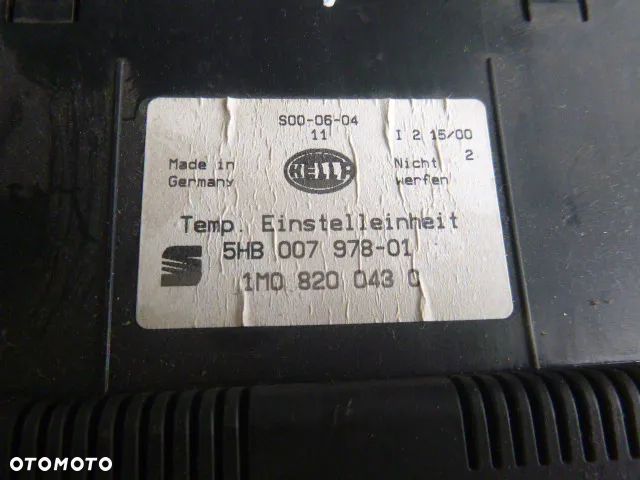 S00-06-04
11
I 2 15/00
2
Made in
Germany
HELLA
Nicht
werfen
Temp. Einstelleinheit
5HB 007 978-01
1M0 820 043
OTOMOTO